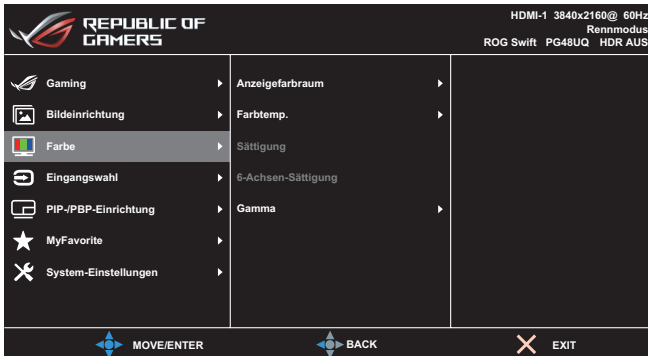 REPUBLIC OF
GAMERS
HDMI-1 3840x2160@ 60Hz
Rennmodus
ROG Swift PG48UQ HDR AUS
Gaming
Bildeinrichtung
Farbe
Eingangswahl
PIP-/PBP-Einrichtung
MyFavorite
System-Einstellungen
Anzeigefarbraum
Farbtemp.
Sättigung
6-Achsen-Sättigung
Gamma
MOVE/ENTER
BACK
EXIT